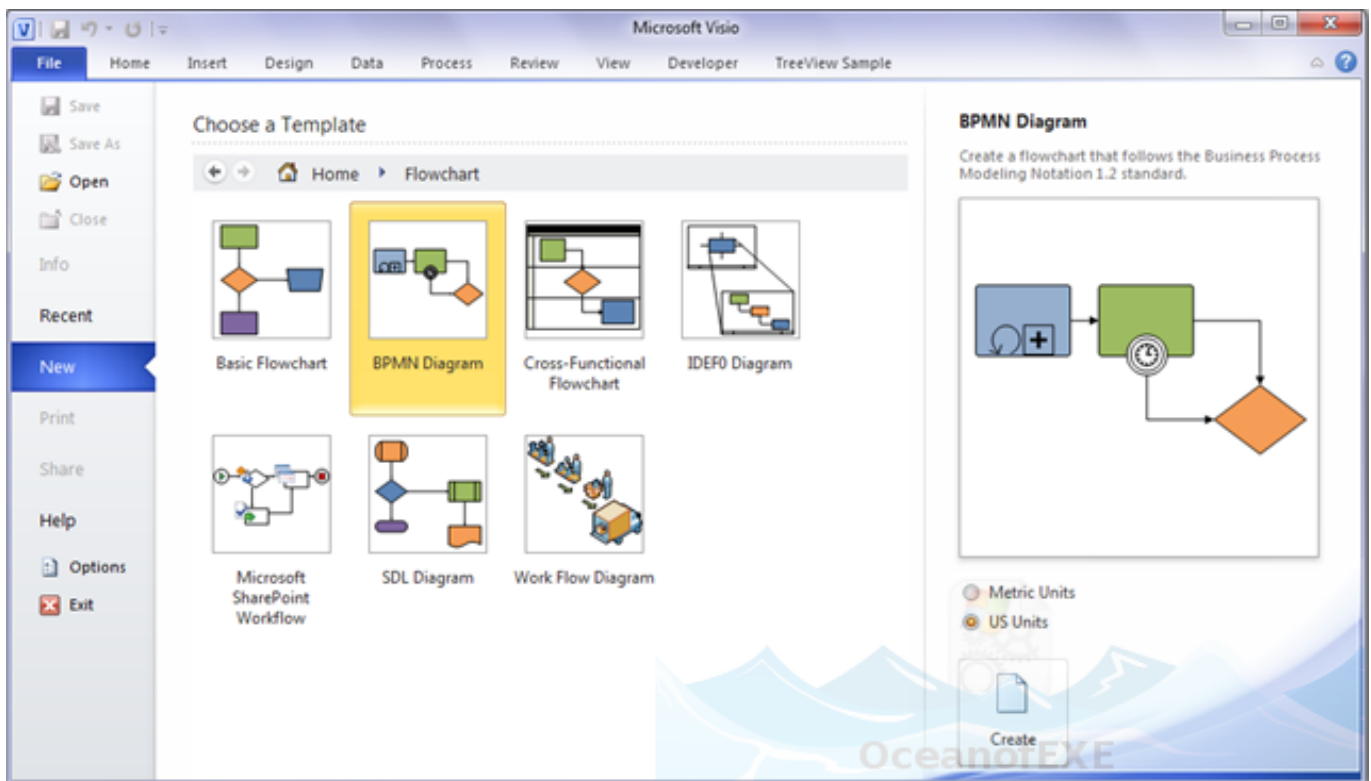 Microsoft Visio
File Home Insert Design Data Process Review View Developer TreeView Sample
Save
Save As
Open
Close
Info
Recent
New
Print
Share
Help
Options
Exit
Choose a Template
Home Flowchart
Basic Flowchart
BPMN Diagram
Cross-Functional
Flowchart
IDEF0 Diagram
Microsoft
SharePoint
Workflow
SDL Diagram
Work Flow Diagram
BPMN Diagram
Create a flowchart that follows the Business Process
Modeling Notation 1.2 standard.
Metric Units
US Units
Create
OceanofEXE